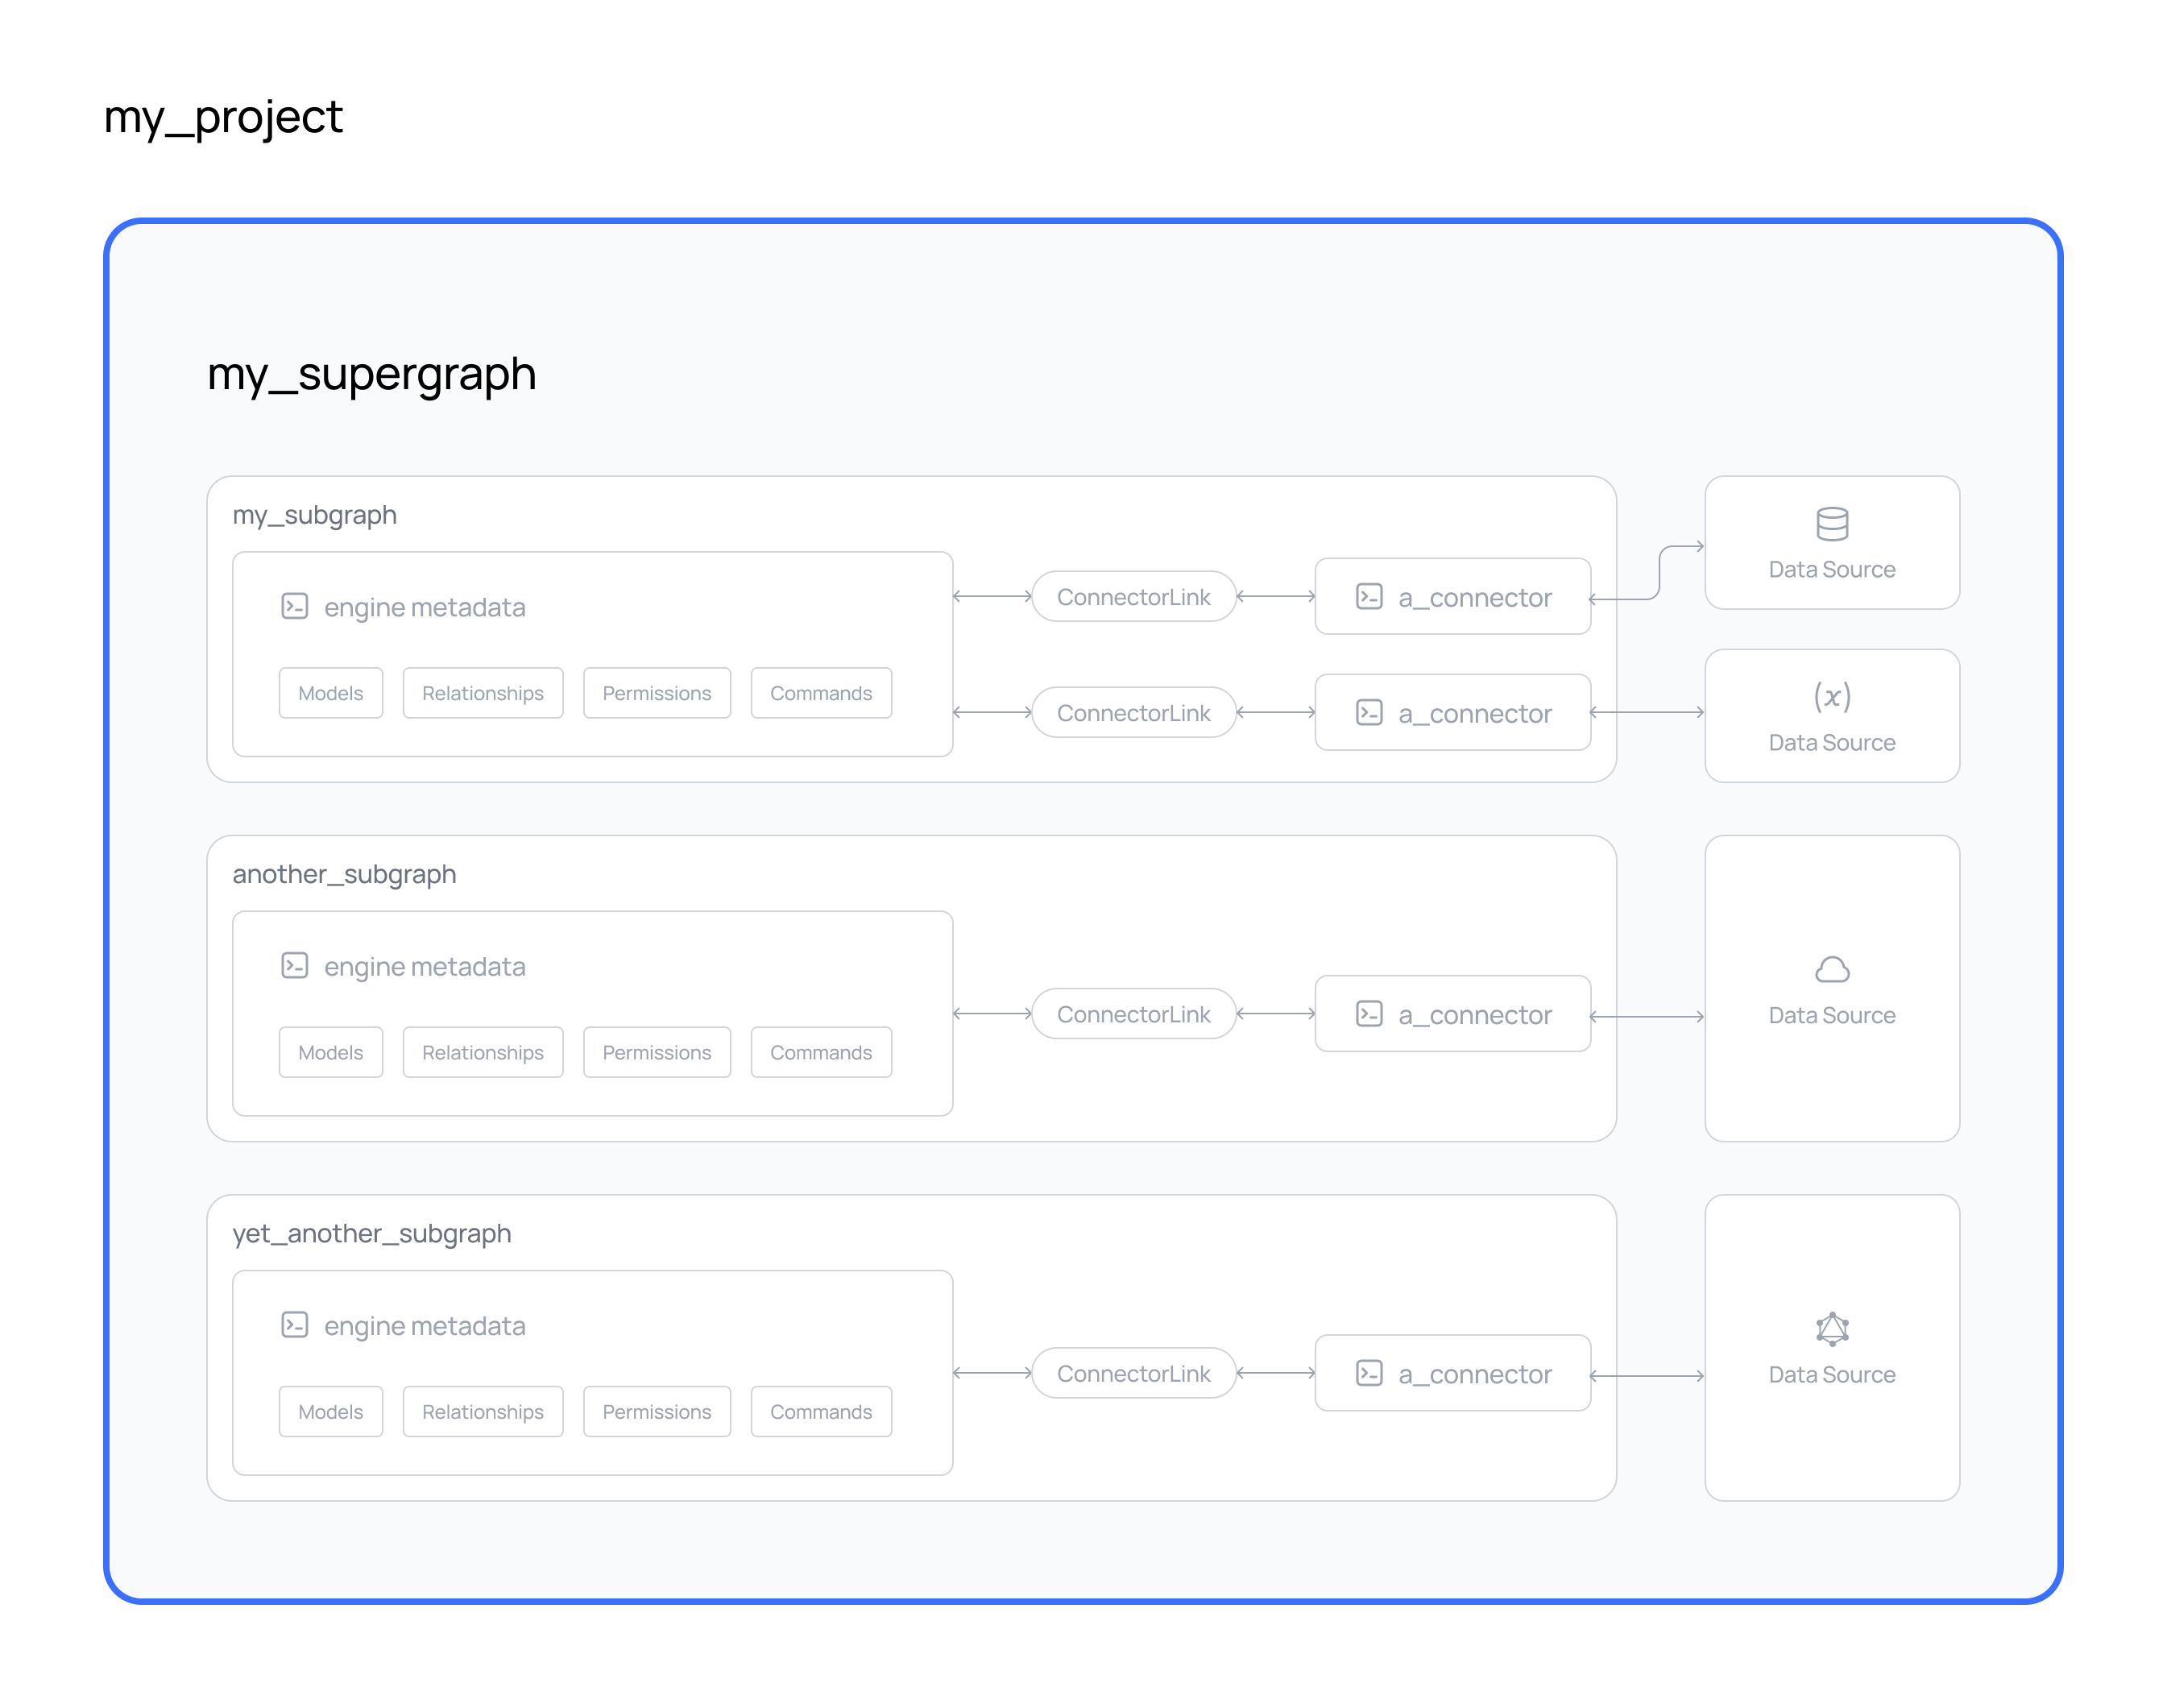 my_project
my_supergraph
my_subgraph
engine metadata
Models Relationships Permissions Commands
ConnectorLink a_connector
ConnectorLink a_connector
Data Source
(x)
Data Source
another_subgraph
engine metadata
Models Relationships Permissions Commands
ConnectorLink a_connector
Data Source
yet_another_subgraph
engine metadata
Models Relationships Permissions Commands
ConnectorLink a_connector
Data Source